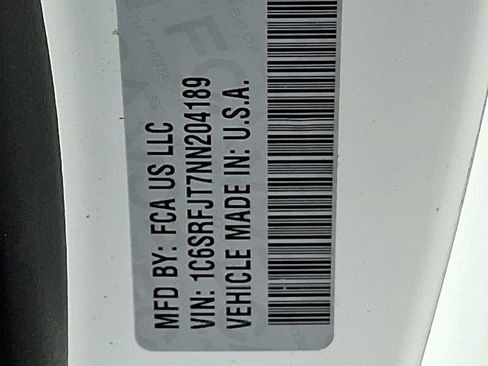 MFD BY: FCA US LLC
VIN: 1C6SRFJT7NN204189
VEHICLE MADE IN: U.S.A.